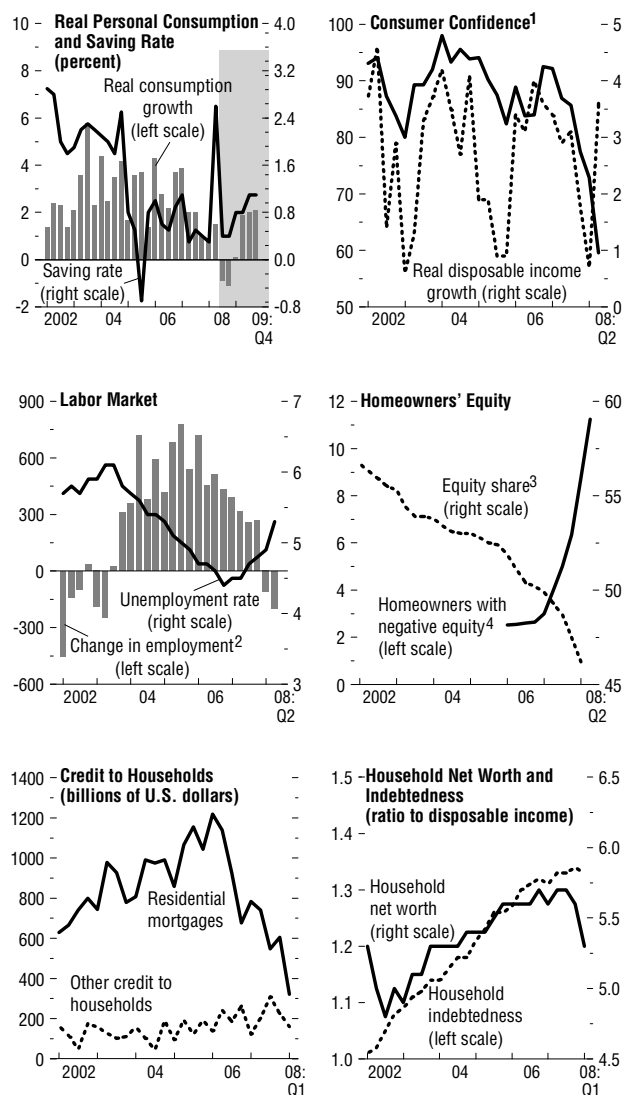 Real Personal Consumption
and Saving Rate
(percent)
10
8
6
4
2
0
-2
4.0
3.2
2.4
1.6
0.8
0.0
-0.8
Real consumption
growth
(left scale)
Saving rate
(right scale)
2002 04 06 09:
Q4
Consumer Confidence1
100
90
80
70
60
50
5
4
3
2
1
0
Real disposable income
growth (right scale)
2002 04 06 08:
Q2
Labor Market
900
600
300
0
-300
-600
7
6
5
4
3
Unemployment rate
(right scale)
Change in employment2
(left scale)
2002 04 06 08:
Q2
Homeowners' Equity
12
10
8
6
4
2
0
60
55
50
45
Equity share3
(right scale)
Homeowners with
negative equity4
(left scale)
2002 04 06 08:
Q2
Credit to Households
(billions of U.S. dollars)
1400
1200
1000
800
600
400
200
0
Residential
mortgages
Other credit to
households
2002 04 06 08:
Q1
Household Net Worth and
Indebtedness
(ratio to disposable income)
1.5
1.4
1.3
1.2
1.1
1.0
6.5
6.0
5.5
5.0
4.5
Household
net worth
(right scale)
Household
indebtedness
(left scale)
2002 04 06 08:
Q1